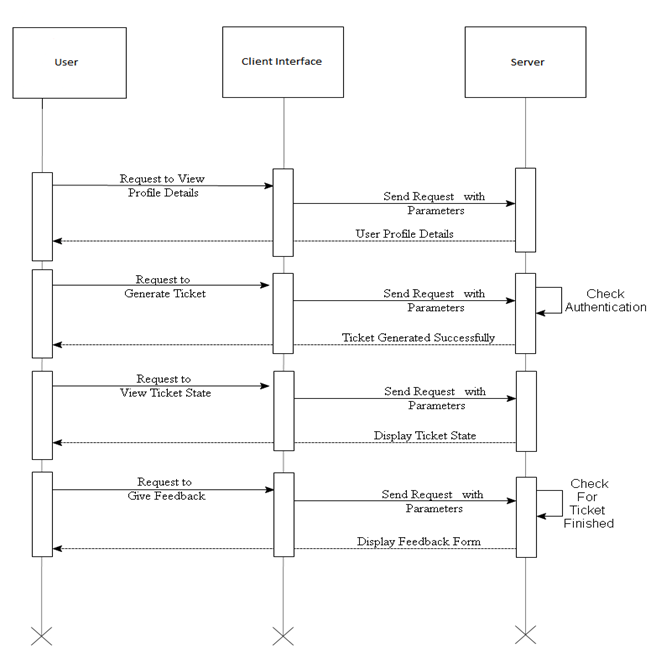 User
Client Interface
Server
Request to View
Profile Details
Send Request with
Parameters
User Profile Details
Request to
Generate Ticket
Send Request with
Parameters
Check
Authentication
Ticket Generated Successfully
Request to
View Ticket State
Send Request with
Parameters
Display Ticket State
Request to
Give Feedback
Send Request with
Parameters
Check
For
Ticket
Finished
Display Feedback Form